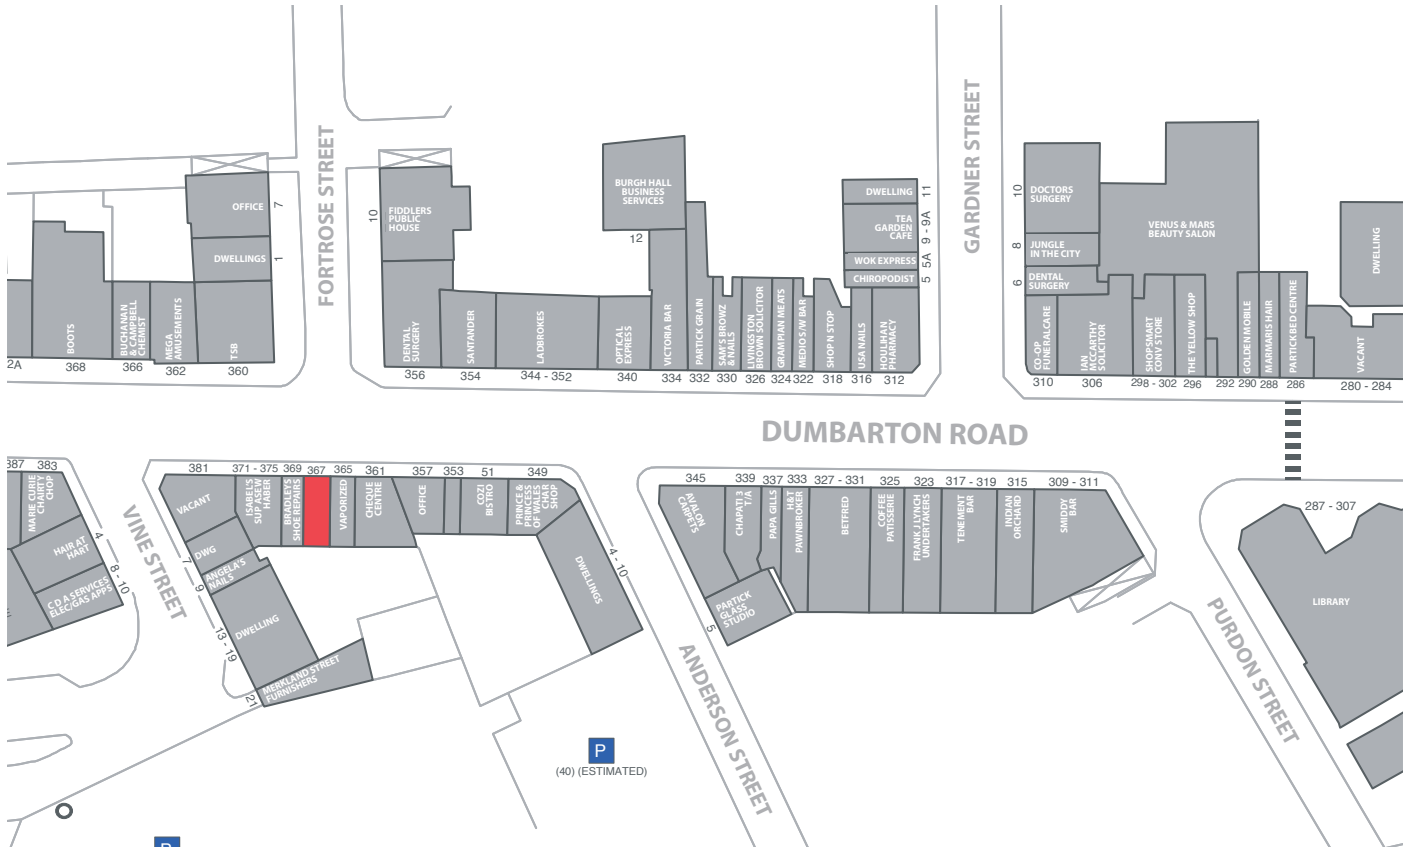 FORTROSE STREET
GARDNER STREET
DUMBARTON ROAD
VINE STREET
ANDERSON STREET
PURDON STREET
OFFICE
7
DWELLINGS
1
BOOTS
BUCHANAN
& CAMPBELL
CHEMIST
MEGA
AMUSEMENTS
TSB
2A
368
366
362
360
10
FIDDLERS
PUBLIC
HOUSE
DENTAL
SURGERY
SANTANDER
LADBROKES
OPTICAL
EXPRESS
BURGH HALL
BUSINESS
SERVICES
12
VICTORIA BAR
PARTICK GRAIN
SAM'S BROWZ
& NAILS
LIVINGSTON
BROWN SOLICITOR
GRAMPIAN MEATS
MEDIO S/W BAR
SHOP N STOP
USA NAILS
HOULIHAN
PHARMACY
DWELLING
11
TEA
GARDEN
CAFE
9 - 9A
WOK EXPRESS
5A
CHIROPODIST
5
356
354
344 - 352
340
334
332
330
326
324
322
318
316
312
10
DOCTORS
SURGERY
8
JUNGLE
IN THE CITY
6
DENTAL
SURGERY
VENUS & MARS
BEAUTY SALON
DWELLING
CO-OP
FUNERALCARE
IAN
MCCARTHY
SOLICITOR
SHOPSMART
CONV STORE
THE YELLOW SHOP
GOLDEN MOBILE
MARMARIS HAIR
PARTICK BED CENTRE
VACANT
310
306
298 - 302
296
292
290
288
286
280 - 284
387
383
MARIE CURIE
CHAIRTY
CHOP
HAIR AT
HART
4
C D A SERVICES
ELEC/GAS APPS
8 - 10
381
371 - 375
369
367
365
361
357
353
51
349
VACANT
ISABEL'S
SUP ASEW
HABER
BRADLEYS
SHOE REPAIRS
VAPORIZED
CHEQUE
CENTRE
OFFICE
COZI
BISTRO
PRINCE &
PRINCESS
OF WALES
CHAR
SHOP
DWG
7
ANGELA'S
NAILS
9
DWELLING
13 - 19
MERKLAND STREET
FURNISHERS
21
DWELLINGS
4 - 10
345
339
337
333
327 - 331
325
323
317 - 319
315
309 - 311
AVALON
CARPETS
CHAPATI 3
T/A
PAPA GILLS
H&T
PAWNBROKER
BETFRED
COFFEE
PATISSERIE
FRANK J LYNCH
UNDERTAKERS
TENEMENT
BAR
INDIAN
ORCHARD
SMIDDY
BAR
PARTICK
GLASS
STUDIO
5
287 - 307
LIBRARY
P
(40) (ESTIMATED)